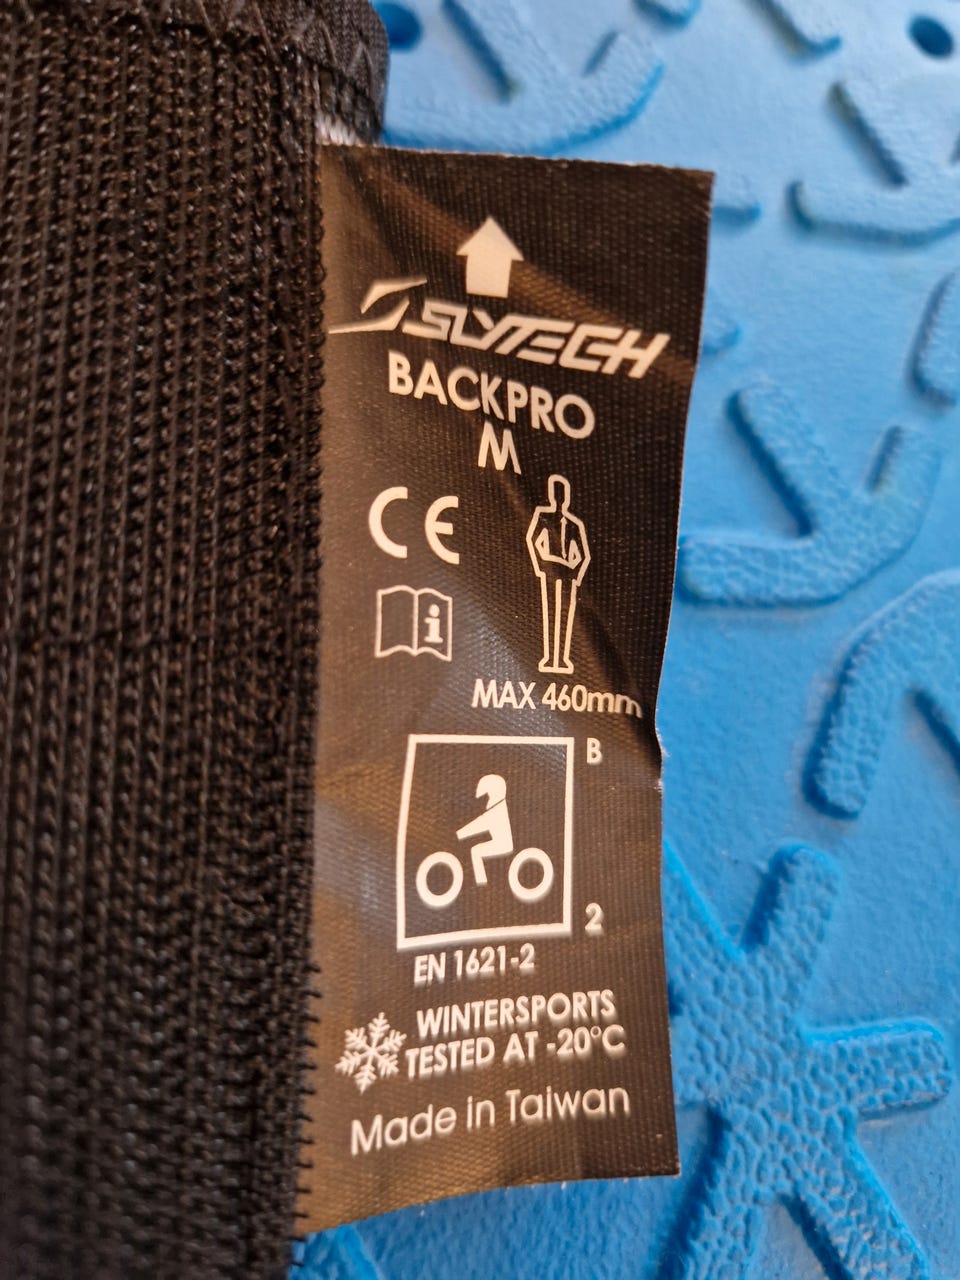 SLYTECH
BACKPRO
M
CE
i
MAX 460mm
B
2
EN 1621-2
WINTERSPORTS
TESTED AT -20°C
Made in Taiwan